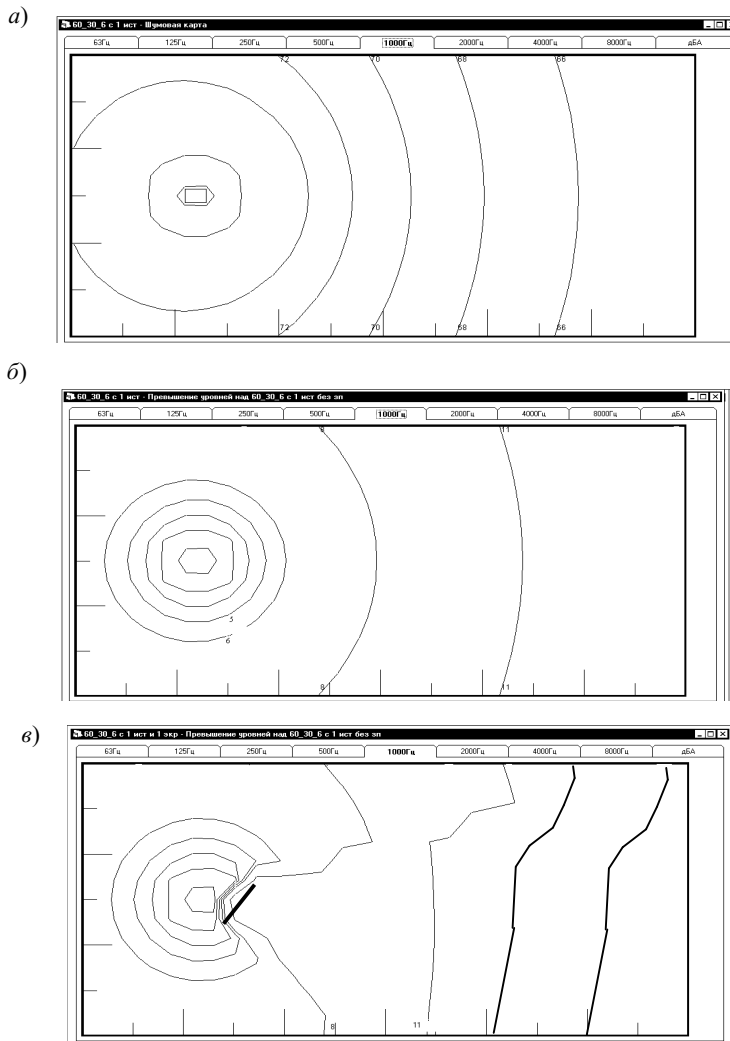 а)
60_30_6 с 1 ист - Шумовая карта
63Гц 125Гц 250Гц 500Гц 1000Гц 2000Гц 4000Гц 8000Гц дБА
72 70 68 66
72 70 68 66
б)
60_30_6 с 1 ист - Превышение уровней над 60_30_6 с 1 ист без зп
63Гц 125Гц 250Гц 500Гц 1000Гц 2000Гц 4000Гц 8000Гц дБА
8 11
5
6
8 11
в)
60_30_6 с 1 ист и 1 экр - Превышение уровней над 60_30_6 с 1 ист без зп
63Гц 125Гц 250Гц 500Гц 1000Гц 2000Гц 4000Гц 8000Гц дБА
8 11